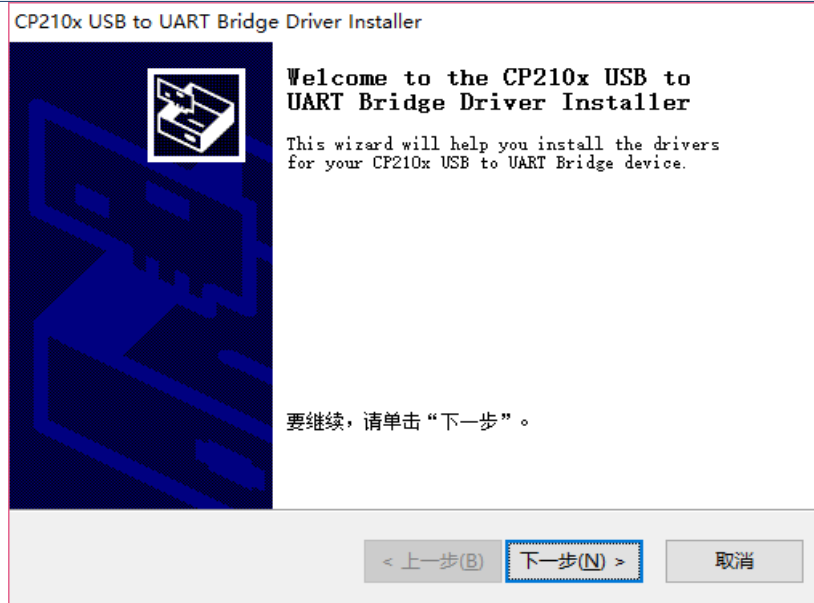 CP210x USB to UART Bridge Driver Installer
Welcome to the CP210x USB to
UART Bridge Driver Installer
This wizard will help you install the drivers
for your CP210x USB to UART Bridge device.
要继续，请单击“下一步”。
< 上一步(B)
下一步(N) >
取消